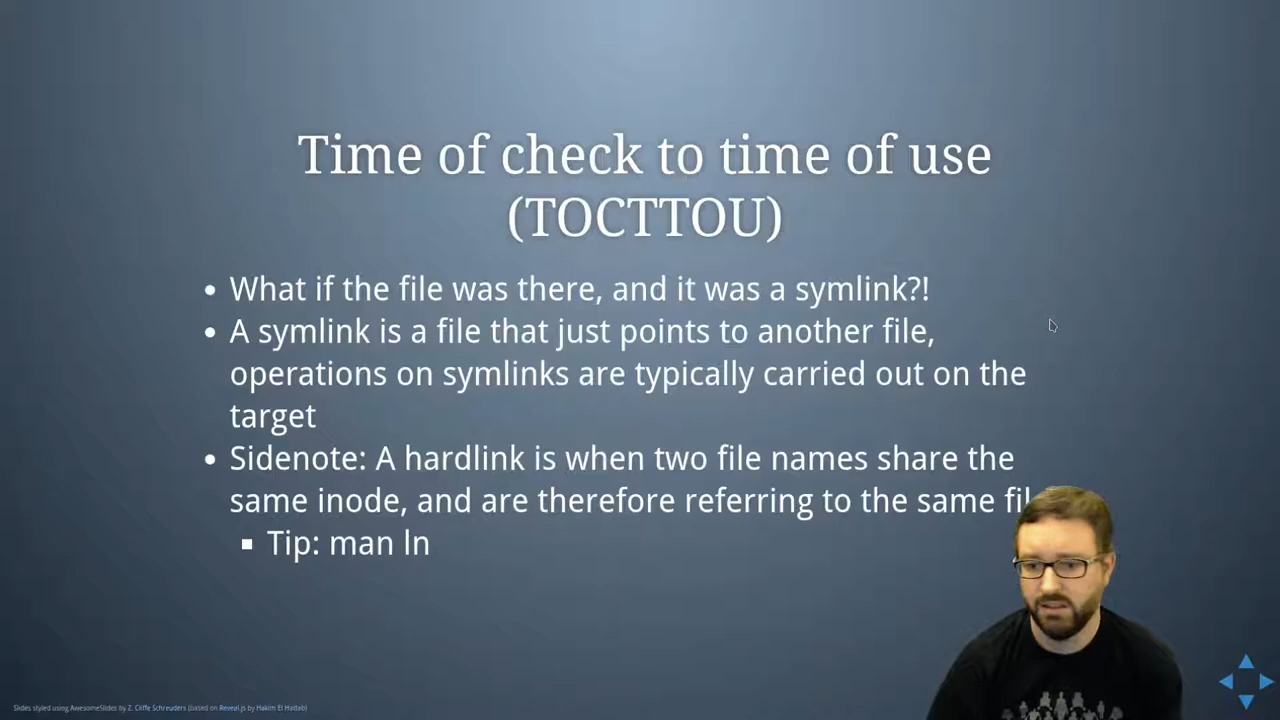 Time of check to time of use
(TOCTTOU)
• What if the file was there, and it was a symlink?!
• A symlink is a file that just points to another file,
operations on symlinks are typically carried out on the
target
• Sidenote: A hardlink is when two file names share the
same inode, and are therefore referring to the same fil
▪ Tip: man ln
Slides styled using AwesomeSlides by Z. Cliffe Schreuders (based on Reveal.js by Hakim El Hattab)